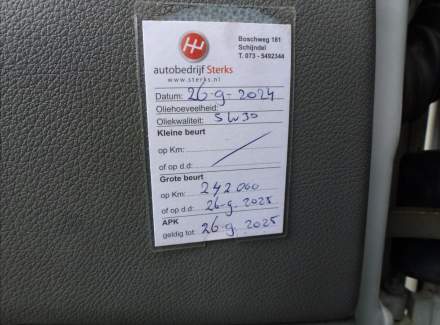 Boschweg 181
Schijndel
T. 073 - 5492344
autobedrijf Sterks
www.sterks.nl
Datum: 26-9-2024
Oliehoeveelheid:
Oliekwaliteit: 5W30
Kleine beurt
op Km:
of op d.d:
Grote beurt
op Km: 242000
of op d.d: 26-9-2025
APK
geldig tot: 26-9-2025